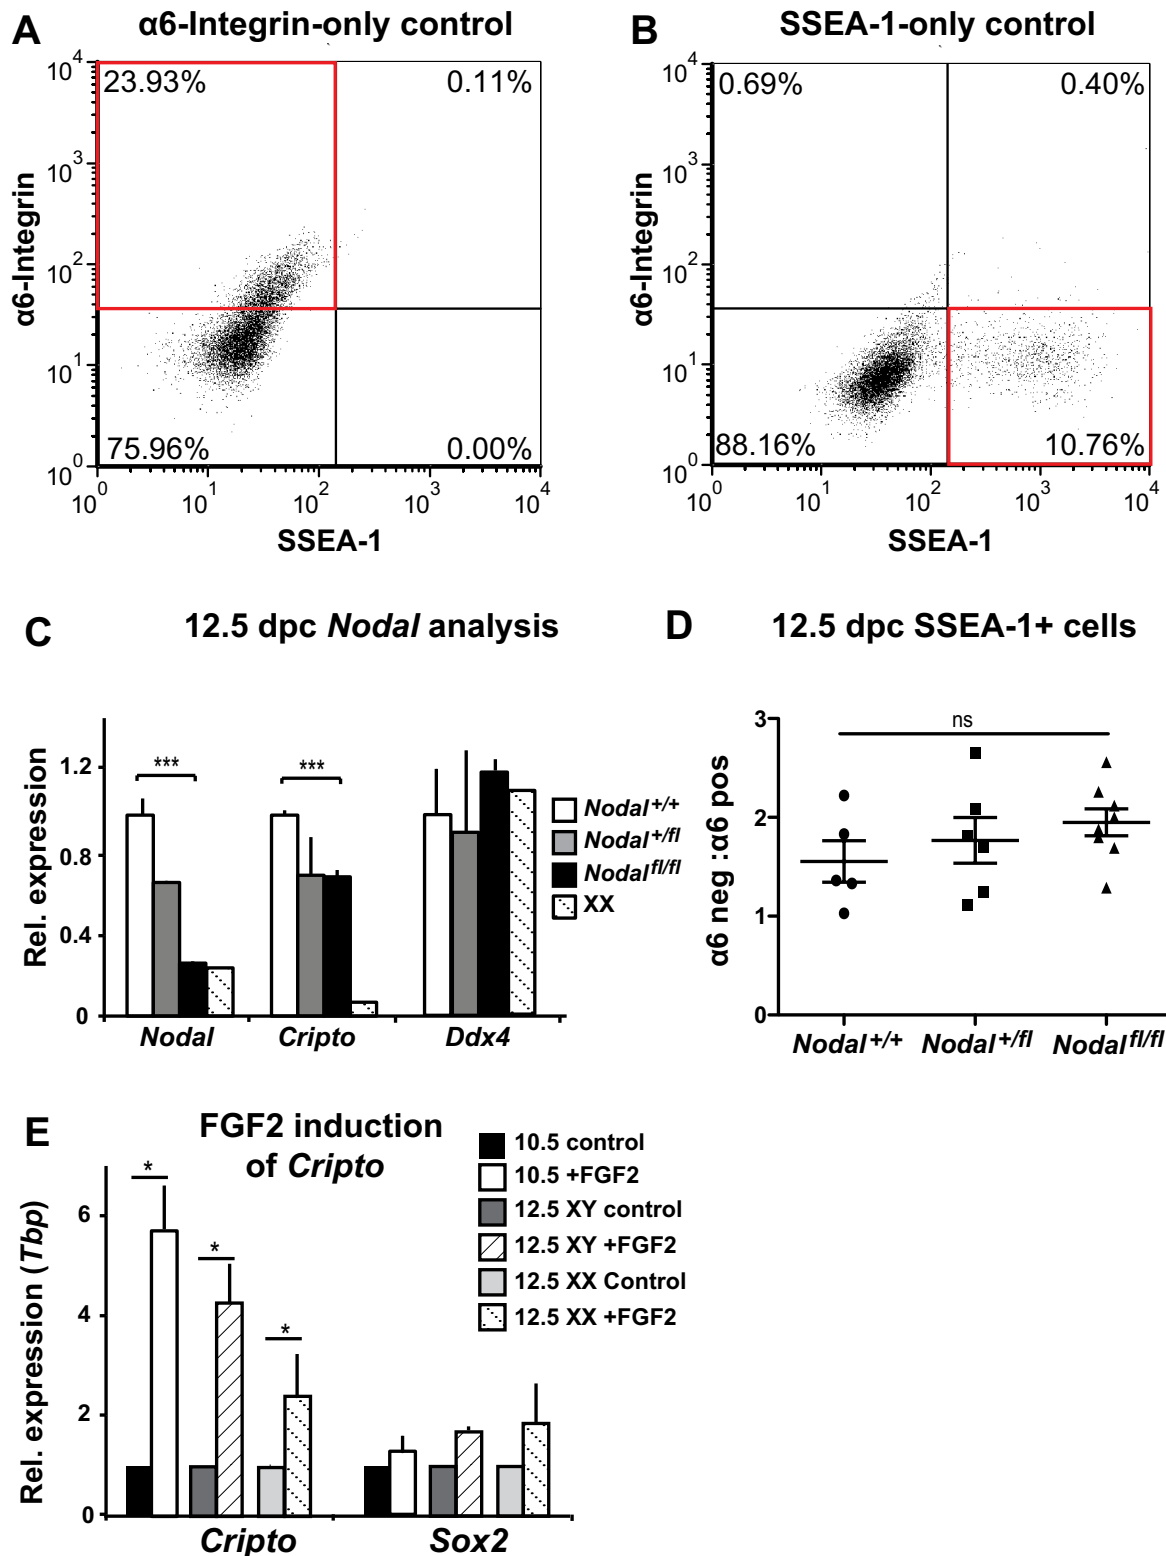 A α6-Integrin-only control
10^4
23.93%
0.11%
10^3
α6-Integrin
10^2
10^1
75.96%
0.00%
10^0
10^0 10^1 10^2 10^3 10^4
SSEA-1
B SSEA-1-only control
10^4
0.69%
0.40%
10^3
α6-Integrin
10^2
10^1
88.16%
10.76%
10^0
10^0 10^1 10^2 10^3 10^4
SSEA-1
C 12.5 dpc Nodal analysis
Rel. expression
1.2
0.8
0.4
0
***
***
Nodal+/+
Nodal+/fl
Nodalfl/fl
XX
Nodal Cripto Ddx4
D 12.5 dpc SSEA-1+ cells
α6 neg :α6 pos
3
2
1
0
ns
Nodal+/+ Nodal+/fl Nodalfl/fl
E FGF2 induction
of Cripto
Rel. expression (Tbp)
6
4
2
0
*
*
*
10.5 control
10.5 +FGF2
12.5 XY control
12.5 XY +FGF2
12.5 XX Control
12.5 XX +FGF2
Cripto Sox2